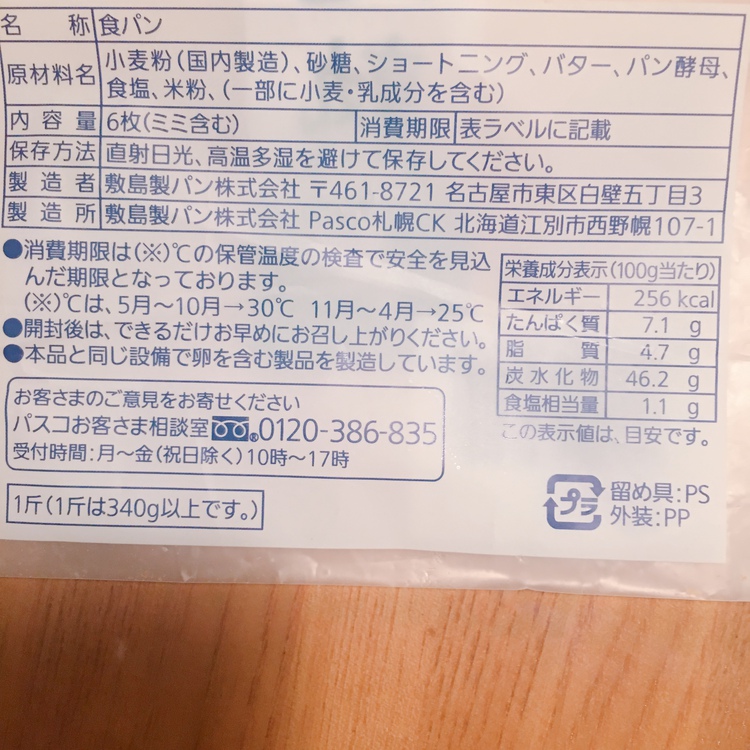 名称 食パン
原材料名 小麦粉(国内製造)、砂糖、ショートニング、バター、パン酵母、
食塩、米粉、(一部に小麦・乳成分を含む)
内容量 6枚(ミミ含む) 消費期限 表ラベルに記載
保存方法 直射日光、高温多湿を避けて保存してください。
製造者 敷島製パン株式会社 〒461-8721 名古屋市東区白壁五丁目3
製造所 敷島製パン株式会社 Pasco札幌CK 北海道江別市西野幌107-1
●消費期限は(※)℃の保管温度の検査で安全を見込
んだ期限となっております。
(※)℃は、5月～10月→30℃ 11月～4月→25℃
●開封後は、できるだけお早めにお召し上がりください。
●本品と同じ設備で卵を含む製品を製造しています。
栄養成分表示(100g当たり)
エネルギー 256 kcal
たんぱく質 7.1 g
脂質 4.7 g
炭水化物 46.2 g
食塩相当量 1.1 g
この表示値は、目安です。
お客さまのご意見をお寄せください
パスコお客さま相談室 0120-386-835
受付時間:月～金(祝日除く)10時～17時
1斤(1斤は340g以上です。)
プラ 留め具:PS
外装:PP